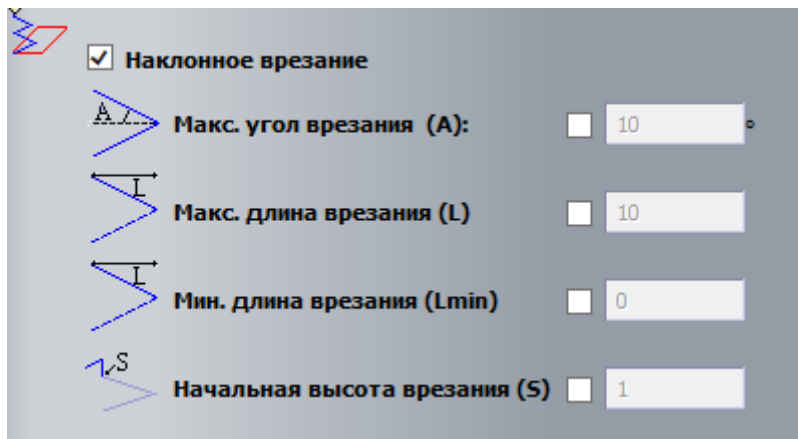 Наклонное врезание
A Макс. угол врезания (A): 10 °
L Макс. длина врезания (L) 10
L Мин. длина врезания (Lmin) 0
S Начальная высота врезания (S) 1